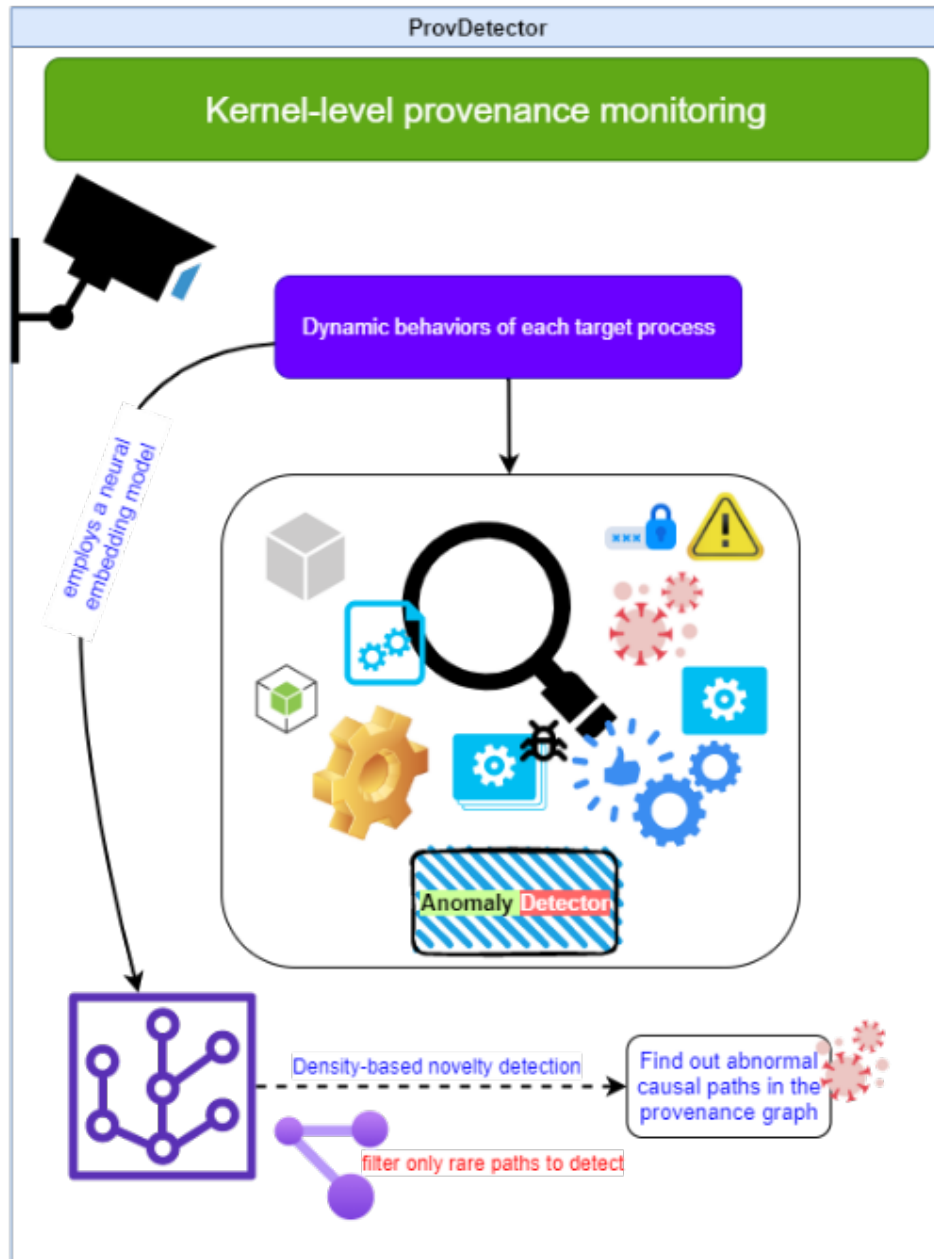 ProvDetector
Kernel-level provenance monitoring
Dynamic behaviors of each target process
employs a neural
embedding model
***
Anomaly Detector
Density-based novelty detection
Find out abnormal
causal paths in the
provenance graph
filter only rare paths to detect